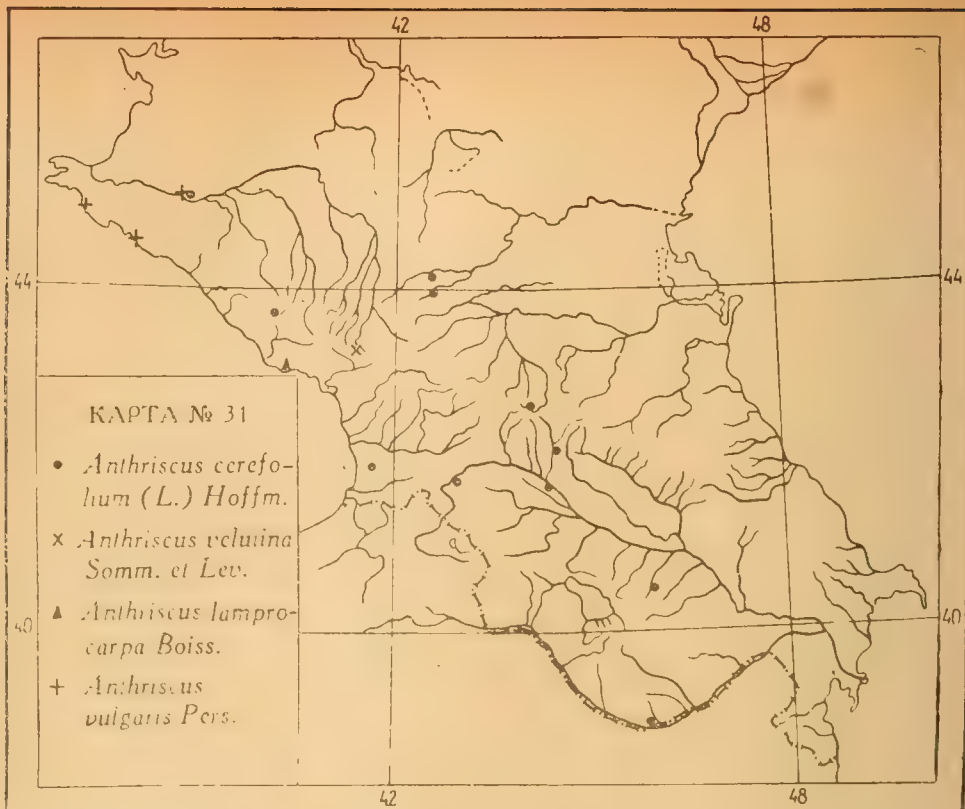 42
48
44
44
КАРТА № 31
Anthriscus cerefo-
lium (L.) Hoffm.
Anthriscus velutina
Somm. et Lev.
Anthriscus lampro-
carpa Boiss.
Anthriscus
vulgaris Pers.
40
40
42
48